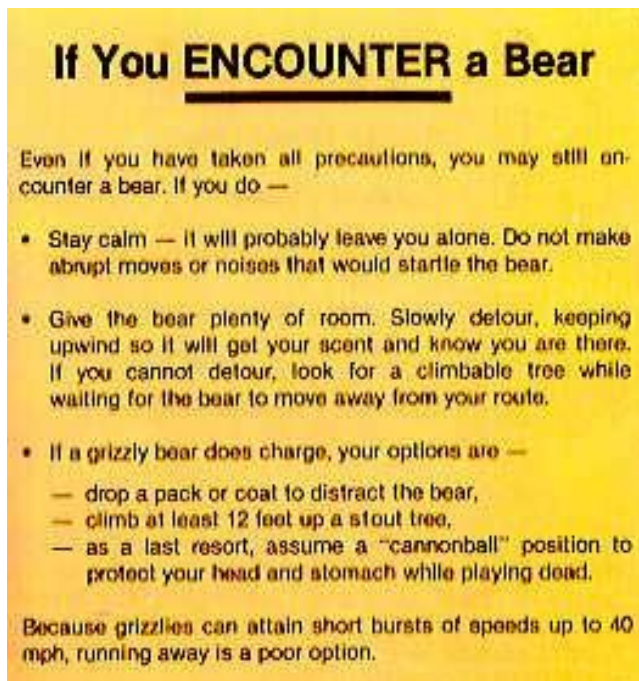 If You ENCOUNTER a Bear
Even if you have taken all precautions, you may still en-
counter a bear. If you do —
• Stay calm — it will probably leave you alone. Do not make
abrupt moves or noises that would startle the bear.
• Give the bear plenty of room. Slowly detour, keeping
upwind so it will get your scent and know you are there.
If you cannot detour, look for a climbable tree while
waiting for the bear to move away from your route.
• If a grizzly bear does charge, your options are —
— drop a pack or coat to distract the bear,
— climb at least 12 feet up a stout tree,
— as a last resort, assume a "cannonball" position to
protect your head and stomach while playing dead.
Because grizzlies can attain short bursts of speeds up to 40
mph, running away is a poor option.